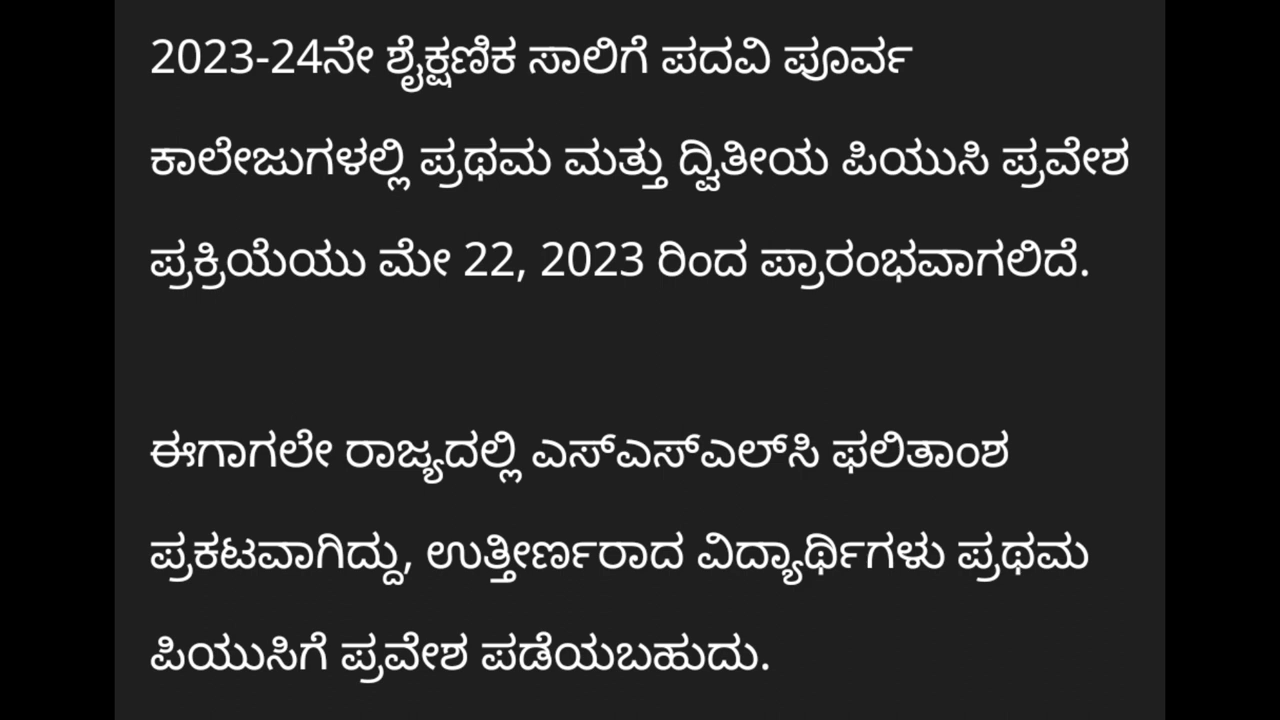 2023-24ನೇ ಶೈಕ್ಷಣಿಕ ಸಾಲಿಗೆ ಪದವಿ ಪೂರ್ವ
ಕಾಲೇಜುಗಳಲ್ಲಿ ಪ್ರಥಮ ಮತ್ತು ದ್ವಿತೀಯ ಪಿಯುಸಿ ಪ್ರವೇಶ
ಪ್ರಕ್ರಿಯೆಯು ಮೇ 22, 2023 ರಿಂದ ಪ್ರಾರಂಭವಾಗಲಿದೆ.
ಈಗಾಗಲೇ ರಾಜ್ಯದಲ್ಲಿ ಎಸ್ಎಸ್ಎಲ್‌ಸಿ ಫಲಿತಾಂಶ
ಪ್ರಕಟವಾಗಿದ್ದು, ಉತ್ತೀರ್ಣರಾದ ವಿದ್ಯಾರ್ಥಿಗಳು ಪ್ರಥಮ
ಪಿಯುಸಿಗೆ ಪ್ರವೇಶ ಪಡೆಯಬಹುದು.